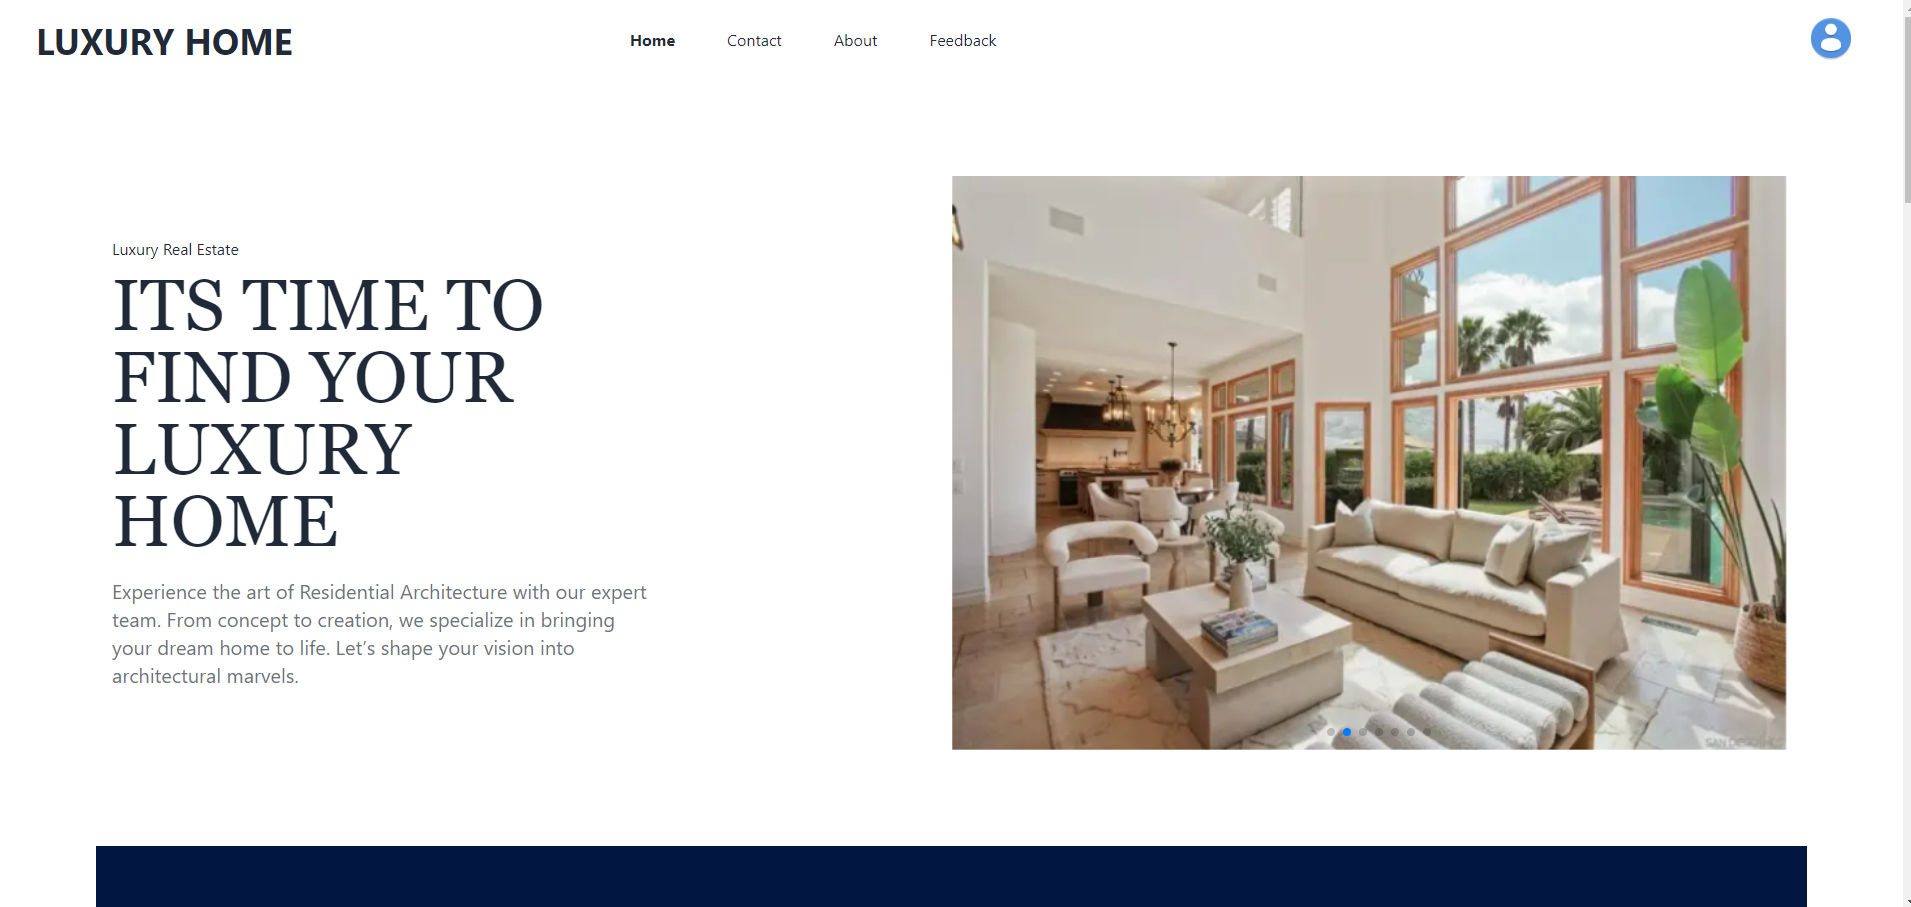 LUXURY HOME
Home Contact About Feedback
Luxury Real Estate
ITS TIME TO
FIND YOUR
LUXURY
HOME
Experience the art of Residential Architecture with our expert
team. From concept to creation, we specialize in bringing
your dream home to life. Let’s shape your vision into
architectural marvels.